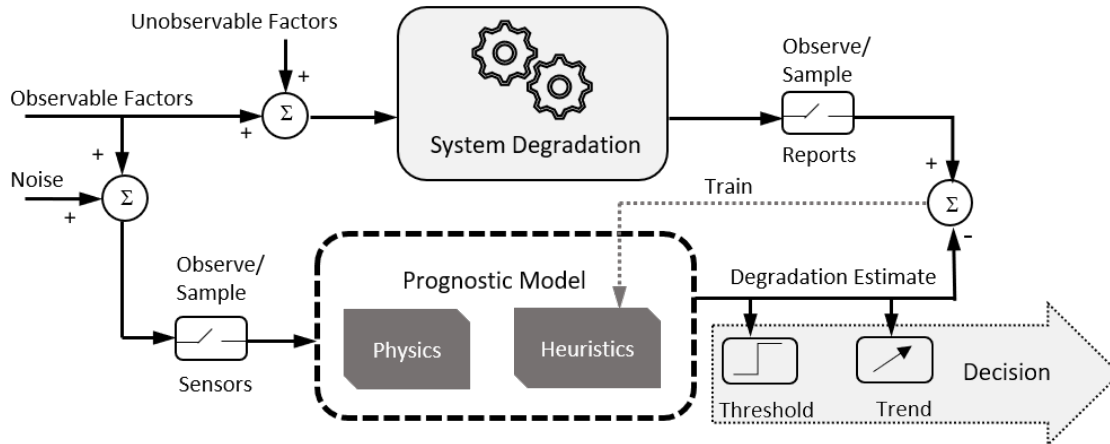 Unobservable Factors
+
Observable Factors
+
Σ
System Degradation
Observe/
Sample
Reports
+
Noise
+
Σ
Train
+
Σ
-
Observe/
Sample
Sensors
Prognostic Model
Physics
Heuristics
Degradation Estimate
Threshold
Trend
Decision